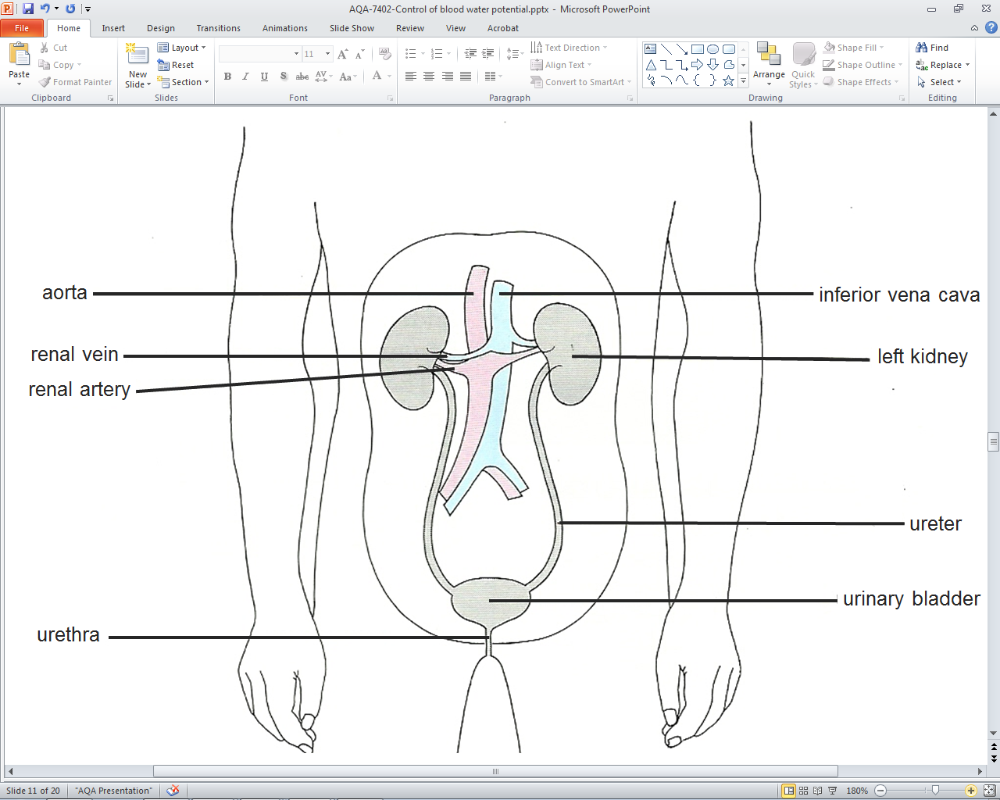 AQA-7402-Control of blood water potential.pptx - Microsoft PowerPoint
File Home Insert Design Transitions Animations Slide Show Review View Acrobat
Paste
Cut
Copy
Format Painter
Clipboard
New Slide
Layout
Reset
Section
Slides
11
B I U S abc AV Aa A
Font
Text Direction
Align Text
Convert to SmartArt
Paragraph
Arrange
Quick Styles
Shape Fill
Shape Outline
Shape Effects
Drawing
Find
Replace
Select
Editing
aorta
inferior vena cava
renal vein
left kidney
renal artery
ureter
urinary bladder
urethra
Slide 11 of 20 "AQA Presentation" 180%